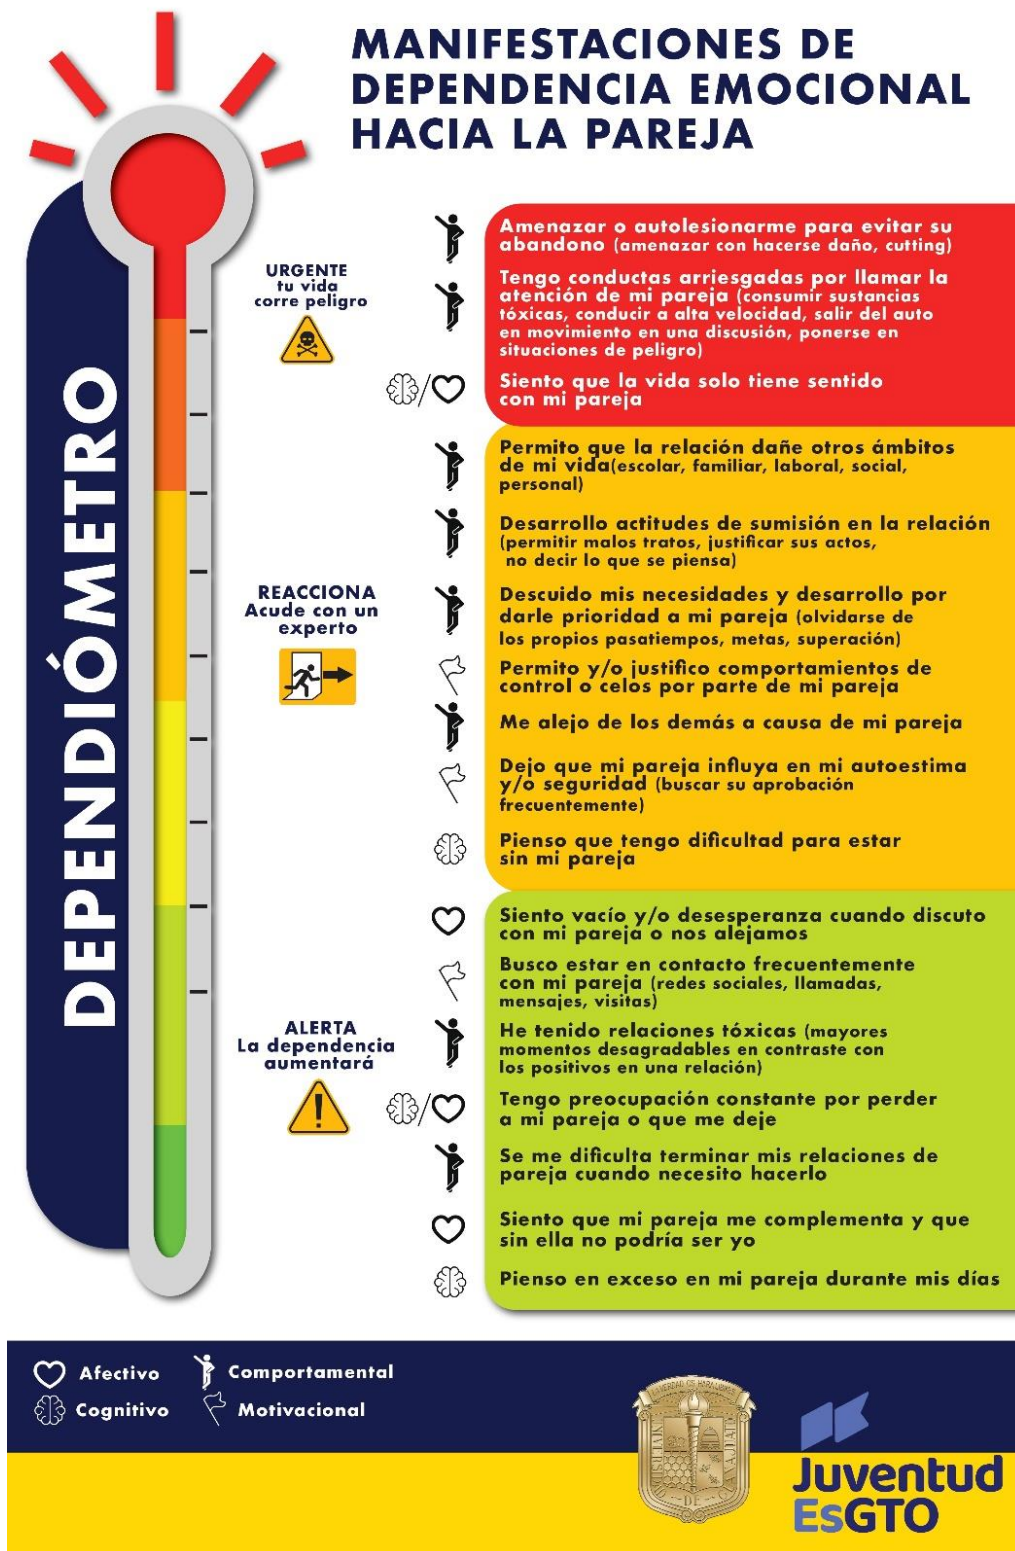 MANIFESTACIONES DE
DEPENDENCIA EMOCIONAL
HACIA LA PAREJA
DEPENDIÓMETRO
URGENTE
tu vida
corre peligro
Amenazar o autolesionarme para evitar su
abandono (amenazar con hacerse daño, cutting)
Tengo conductas arriesgadas por llamar la
atención de mi pareja (consumir sustancias
tóxicas, conducir a alta velocidad, salir del auto
en movimiento en una discusión, ponerse en
situaciones de peligro)
Siento que la vida solo tiene sentido
con mi pareja
REACCIONA
Acude con un
experto
Permito que la relación dañe otros ámbitos
de mi vida(escolar, familiar, laboral, social,
personal)
Desarrollo actitudes de sumisión en la relación
(permitir malos tratos, justificar sus actos,
no decir lo que se piensa)
Descuido mis necesidades y desarrollo por
darle prioridad a mi pareja (olvidarse de
los propios pasatiempos, metas, superación)
Permito y/o justifico comportamientos de
control o celos por parte de mi pareja
Me alejo de los demás a causa de mi pareja
Dejo que mi pareja influya en mi autoestima
y/o seguridad (buscar su aprobación
frecuentemente)
Pienso que tengo dificultad para estar
sin mi pareja
ALERTA
La dependencia
aumentará
Siento vacío y/o desesperanza cuando discuto
con mi pareja o nos alejamos
Busco estar en contacto frecuentemente
con mi pareja (redes sociales, llamadas,
mensajes, visitas)
He tenido relaciones tóxicas (mayores
momentos desagradables en contraste con
los positivos en una relación)
Tengo preocupación constante por perder
a mi pareja o que me deje
Se me dificulta terminar mis relaciones de
pareja cuando necesito hacerlo
Siento que mi pareja me complementa y que
sin ella no podría ser yo
Pienso en exceso en mi pareja durante mis días
Afectivo
Comportamental
Cognitivo
Motivacional
Juventud
EsGTO